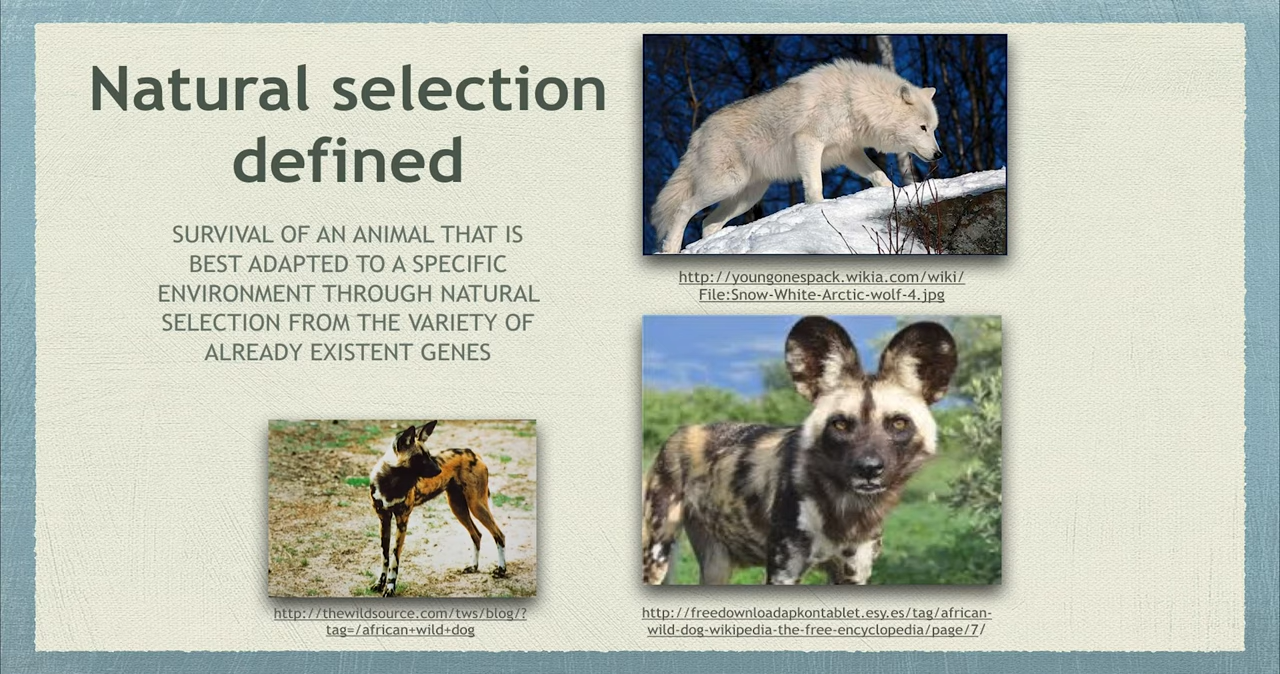 Natural selection
defined
SURVIVAL OF AN ANIMAL THAT IS
BEST ADAPTED TO A SPECIFIC
ENVIRONMENT THROUGH NATURAL
SELECTION FROM THE VARIETY OF
ALREADY EXISTENT GENES
http://youngonespack.wikia.com/wiki/
File:Snow-White-Arctic-wolf-4.jpg
http://thewildsource.com/tws/blog/?
tag=/african+wild+dog
http://freedownloadapkontablet.esy.es/tag/african-
wild-dog-wikipedia-the-free-encyclopedia/page/7/